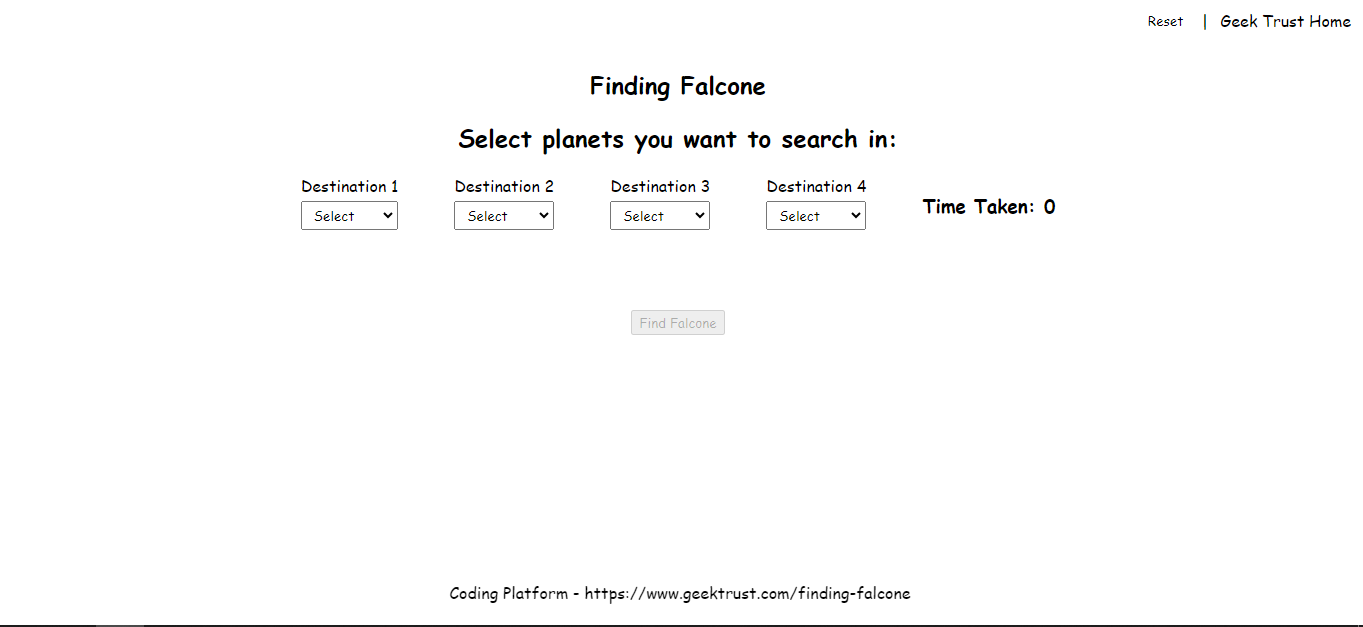 Reset | Geek Trust Home
Finding Falcone
Select planets you want to search in:
Destination 1 Destination 2 Destination 3 Destination 4
Select Select Select Select
Time Taken: 0
Find Falcone
Coding Platform - https://www.geektrust.com/finding-falcone